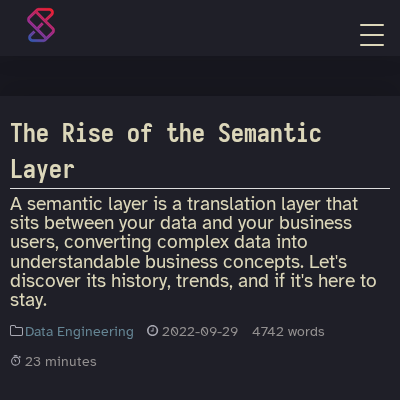 The Rise of the Semantic
Layer
A semantic layer is a translation layer that
sits between your data and your business
users, converting complex data into
understandable business concepts. Let's
discover its history, trends, and if it's here to
stay.
Data Engineering 2022-09-29 4742 words
23 minutes